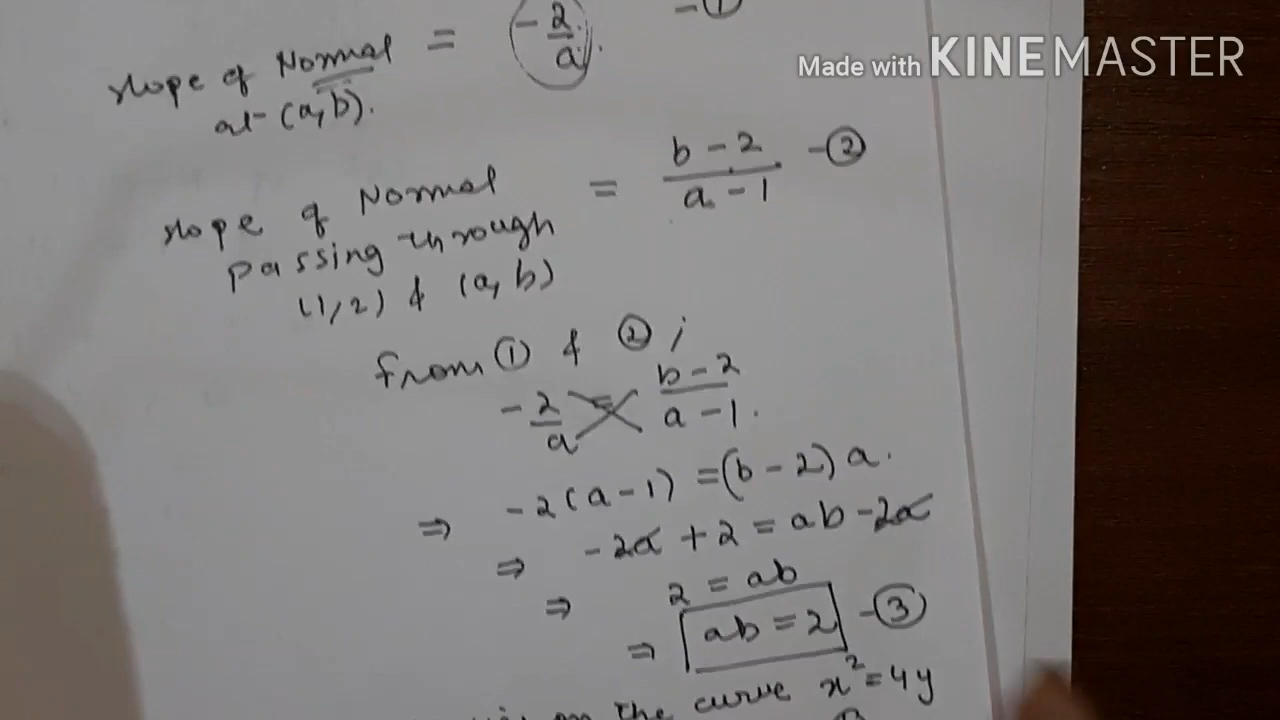 Made with KINEMASTER
slope of Normal = -2/a. -①
at (a,b).
slope of Normal = b-2/a-1 -②
passing through
(1,2) & (a,b)
from ① & ② ;
-2/a = b-2/a-1.
⇒ -2(a-1) = (b-2) a.
⇒ -2a + 2 = ab - 2a
⇒ 2 = ab
⇒ ab = 2 -③
on the curve x² = 4y